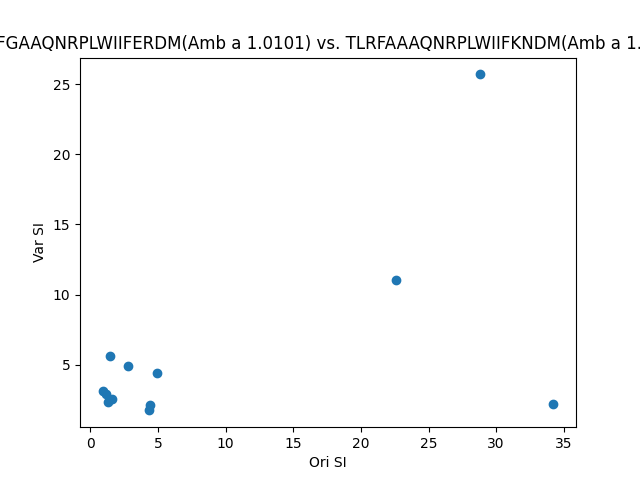 FGAAQNRPLWIIFERDM(Amb a 1.0101) vs. TLRFAAAQNRPLWIIFKNDM(Amb a 1.
25
20
15
10
5
Var SI
0 5 10 15 20 25 30 35
Ori SI